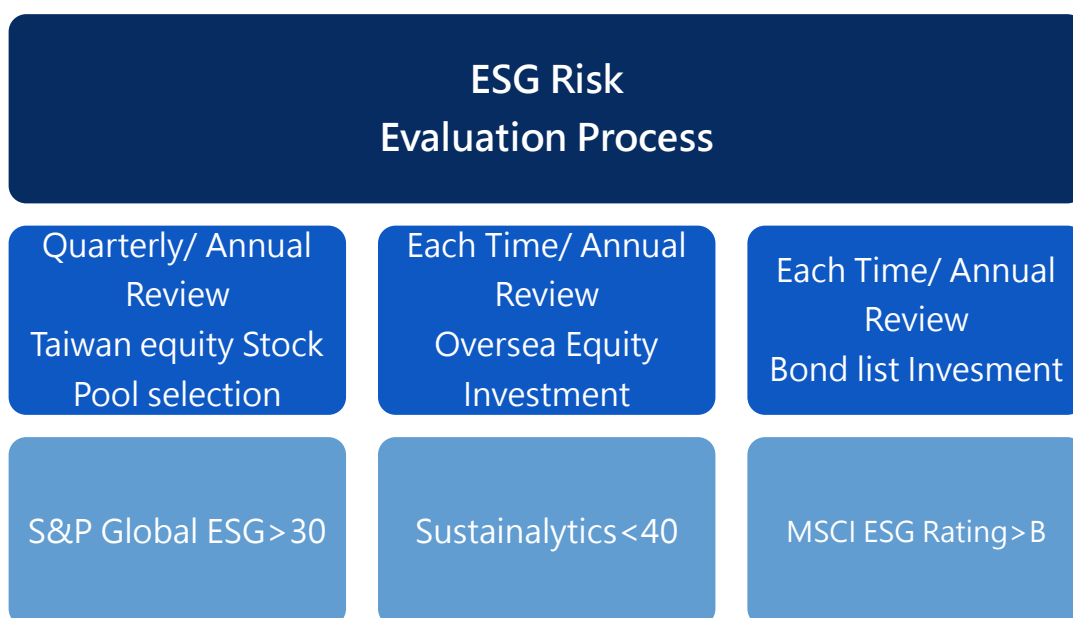 ESG Risk
Evaluation Process
Quarterly/ Annual
Review
Taiwan equity Stock
Pool selection
Each Time/ Annual
Review
Oversea Equity
Investment
Each Time/ Annual
Review
Bond list Invesment
S&P Global ESG>30
Sustainalytics<40
MSCI ESG Rating>B